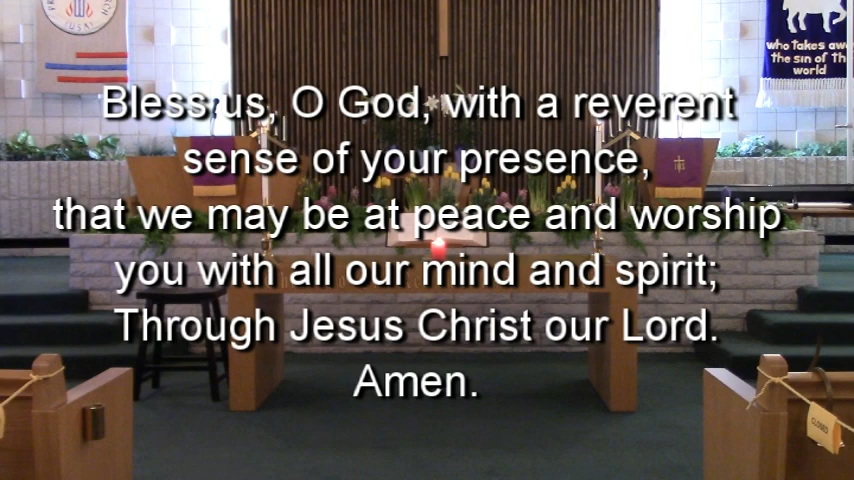 Bless us, O God, with a reverent
sense of your presence,
that we may be at peace and worship
you with all our mind and spirit;
Through Jesus Christ our Lord.
Amen.
who takes away
the sin of the
world
(USA)
CLOSED